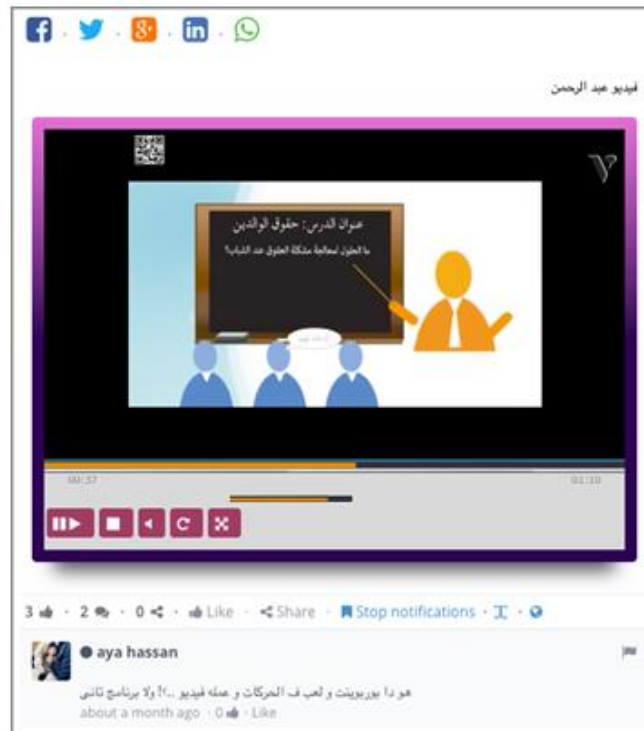 فيديو عبد الرحمن
عنوان الدرس: حقوق الوالدين
ما الحلول لمعالجة مشكلة العقوق عند الشباب؟
00:37 01:10
3 · 2 · 0 · Like · Share · Stop notifications
aya hassan
هو دا بوربوينت و لعب ف الحركات و عمله فيديو ..؟! ولا برنامج تانى
about a month ago · 0 · Like